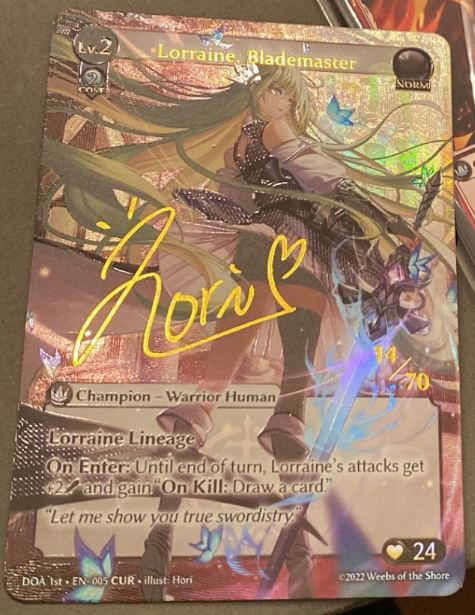 Lv.2
Lorraine, Blademaster
NORM
2
COST
Hori
14/70
Champion – Warrior Human
Lorraine Lineage
On Enter: Until end of turn, Lorraine's attacks get
+2 and gain "On Kill: Draw a card."
"Let me show you true swordistry."
24
DOA 1st • EN-005 CUR • illust: Hori
©2022 Weebs of the Shore